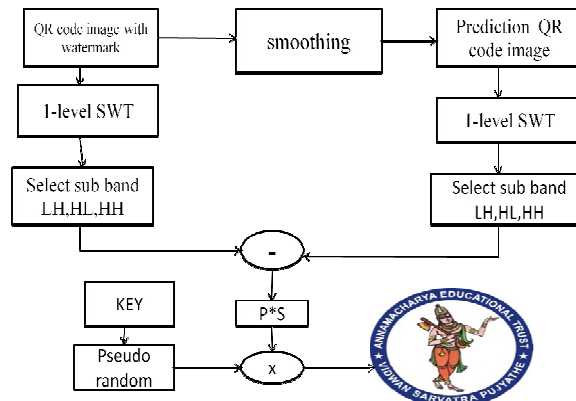 QR code image with
watermark
smoothing
Prediction QR
code image
1-level SWT
1-level SWT
Select sub band
LH,HL,HH
Select sub band
LH,HL,HH
-
KEY
P*S
Pseudo
random
x
ANNAMACHARYA EDUCATIONAL TRUST
VIDWAN SARVATRA PUJYATHE